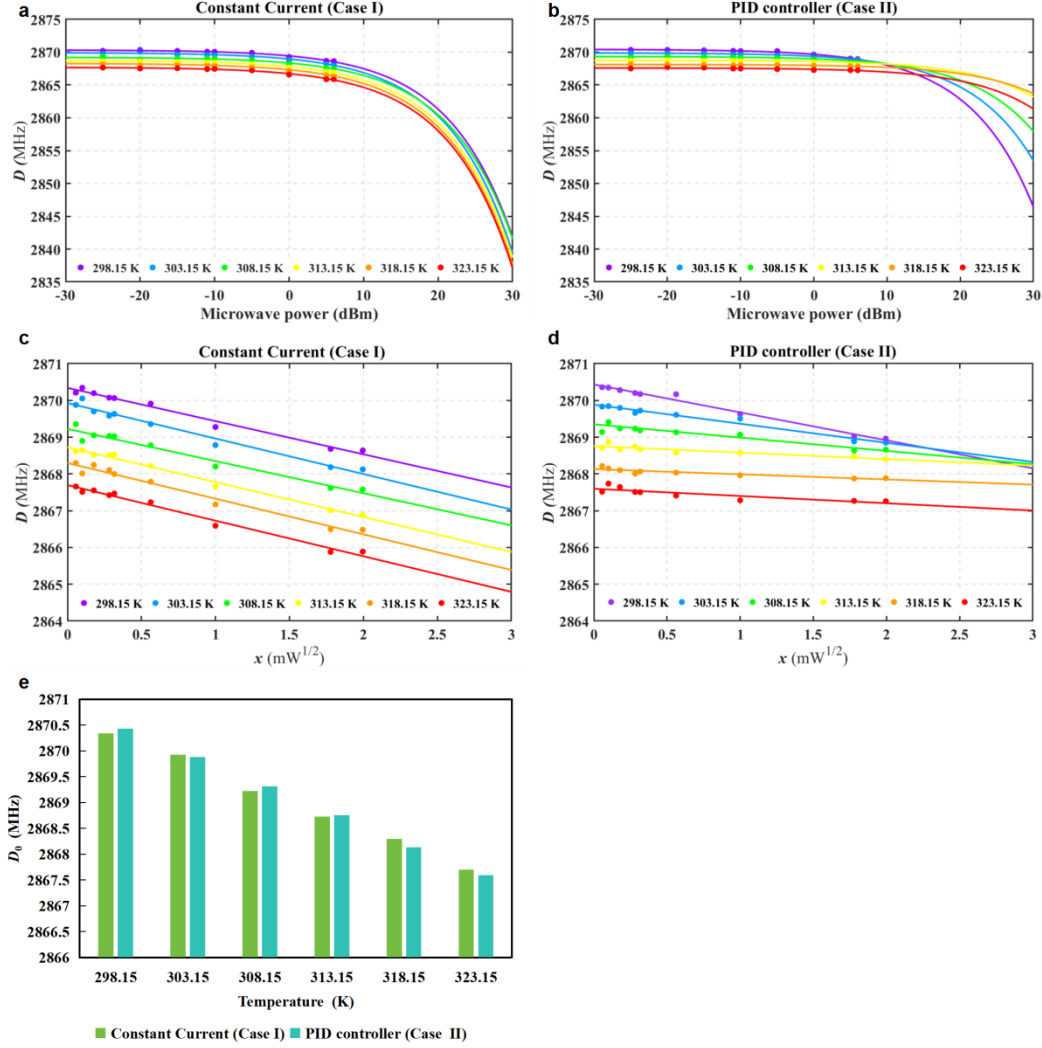 a
Constant Current (Case I)
2875
2870
2865
2860
2855
2850
2845
2840
2835
D (MHz)
298.15 K 303.15 K 308.15 K 313.15 K 318.15 K 323.15 K
-30 -20 -10 0 10 20 30
Microwave power (dBm)
b
PID controller (Case II)
2875
2870
2865
2860
2855
2850
2845
2840
2835
D (MHz)
298.15 K 303.15 K 308.15 K 313.15 K 318.15 K 323.15 K
-30 -20 -10 0 10 20 30
Microwave power (dBm)
c
Constant Current (Case I)
2871
2870
2869
2868
2867
2866
2865
2864
D (MHz)
298.15 K 303.15 K 308.15 K 313.15 K 318.15 K 323.15 K
0 0.5 1 1.5 2 2.5 3
x (mW1/2)
d
PID controller (Case II)
2871
2870
2869
2868
2867
2866
2865
2864
D (MHz)
298.15 K 303.15 K 308.15 K 313.15 K 318.15 K 323.15 K
0 0.5 1 1.5 2 2.5 3
x (mW1/2)
e
2871
2870.5
2870
2869.5
2869
2868.5
2868
2867.5
2867
2866.5
2866
D0 (MHz)
298.15 303.15 308.15 313.15 318.15 323.15
Temperature (K)
Constant Current (Case I) PID controller (Case II)